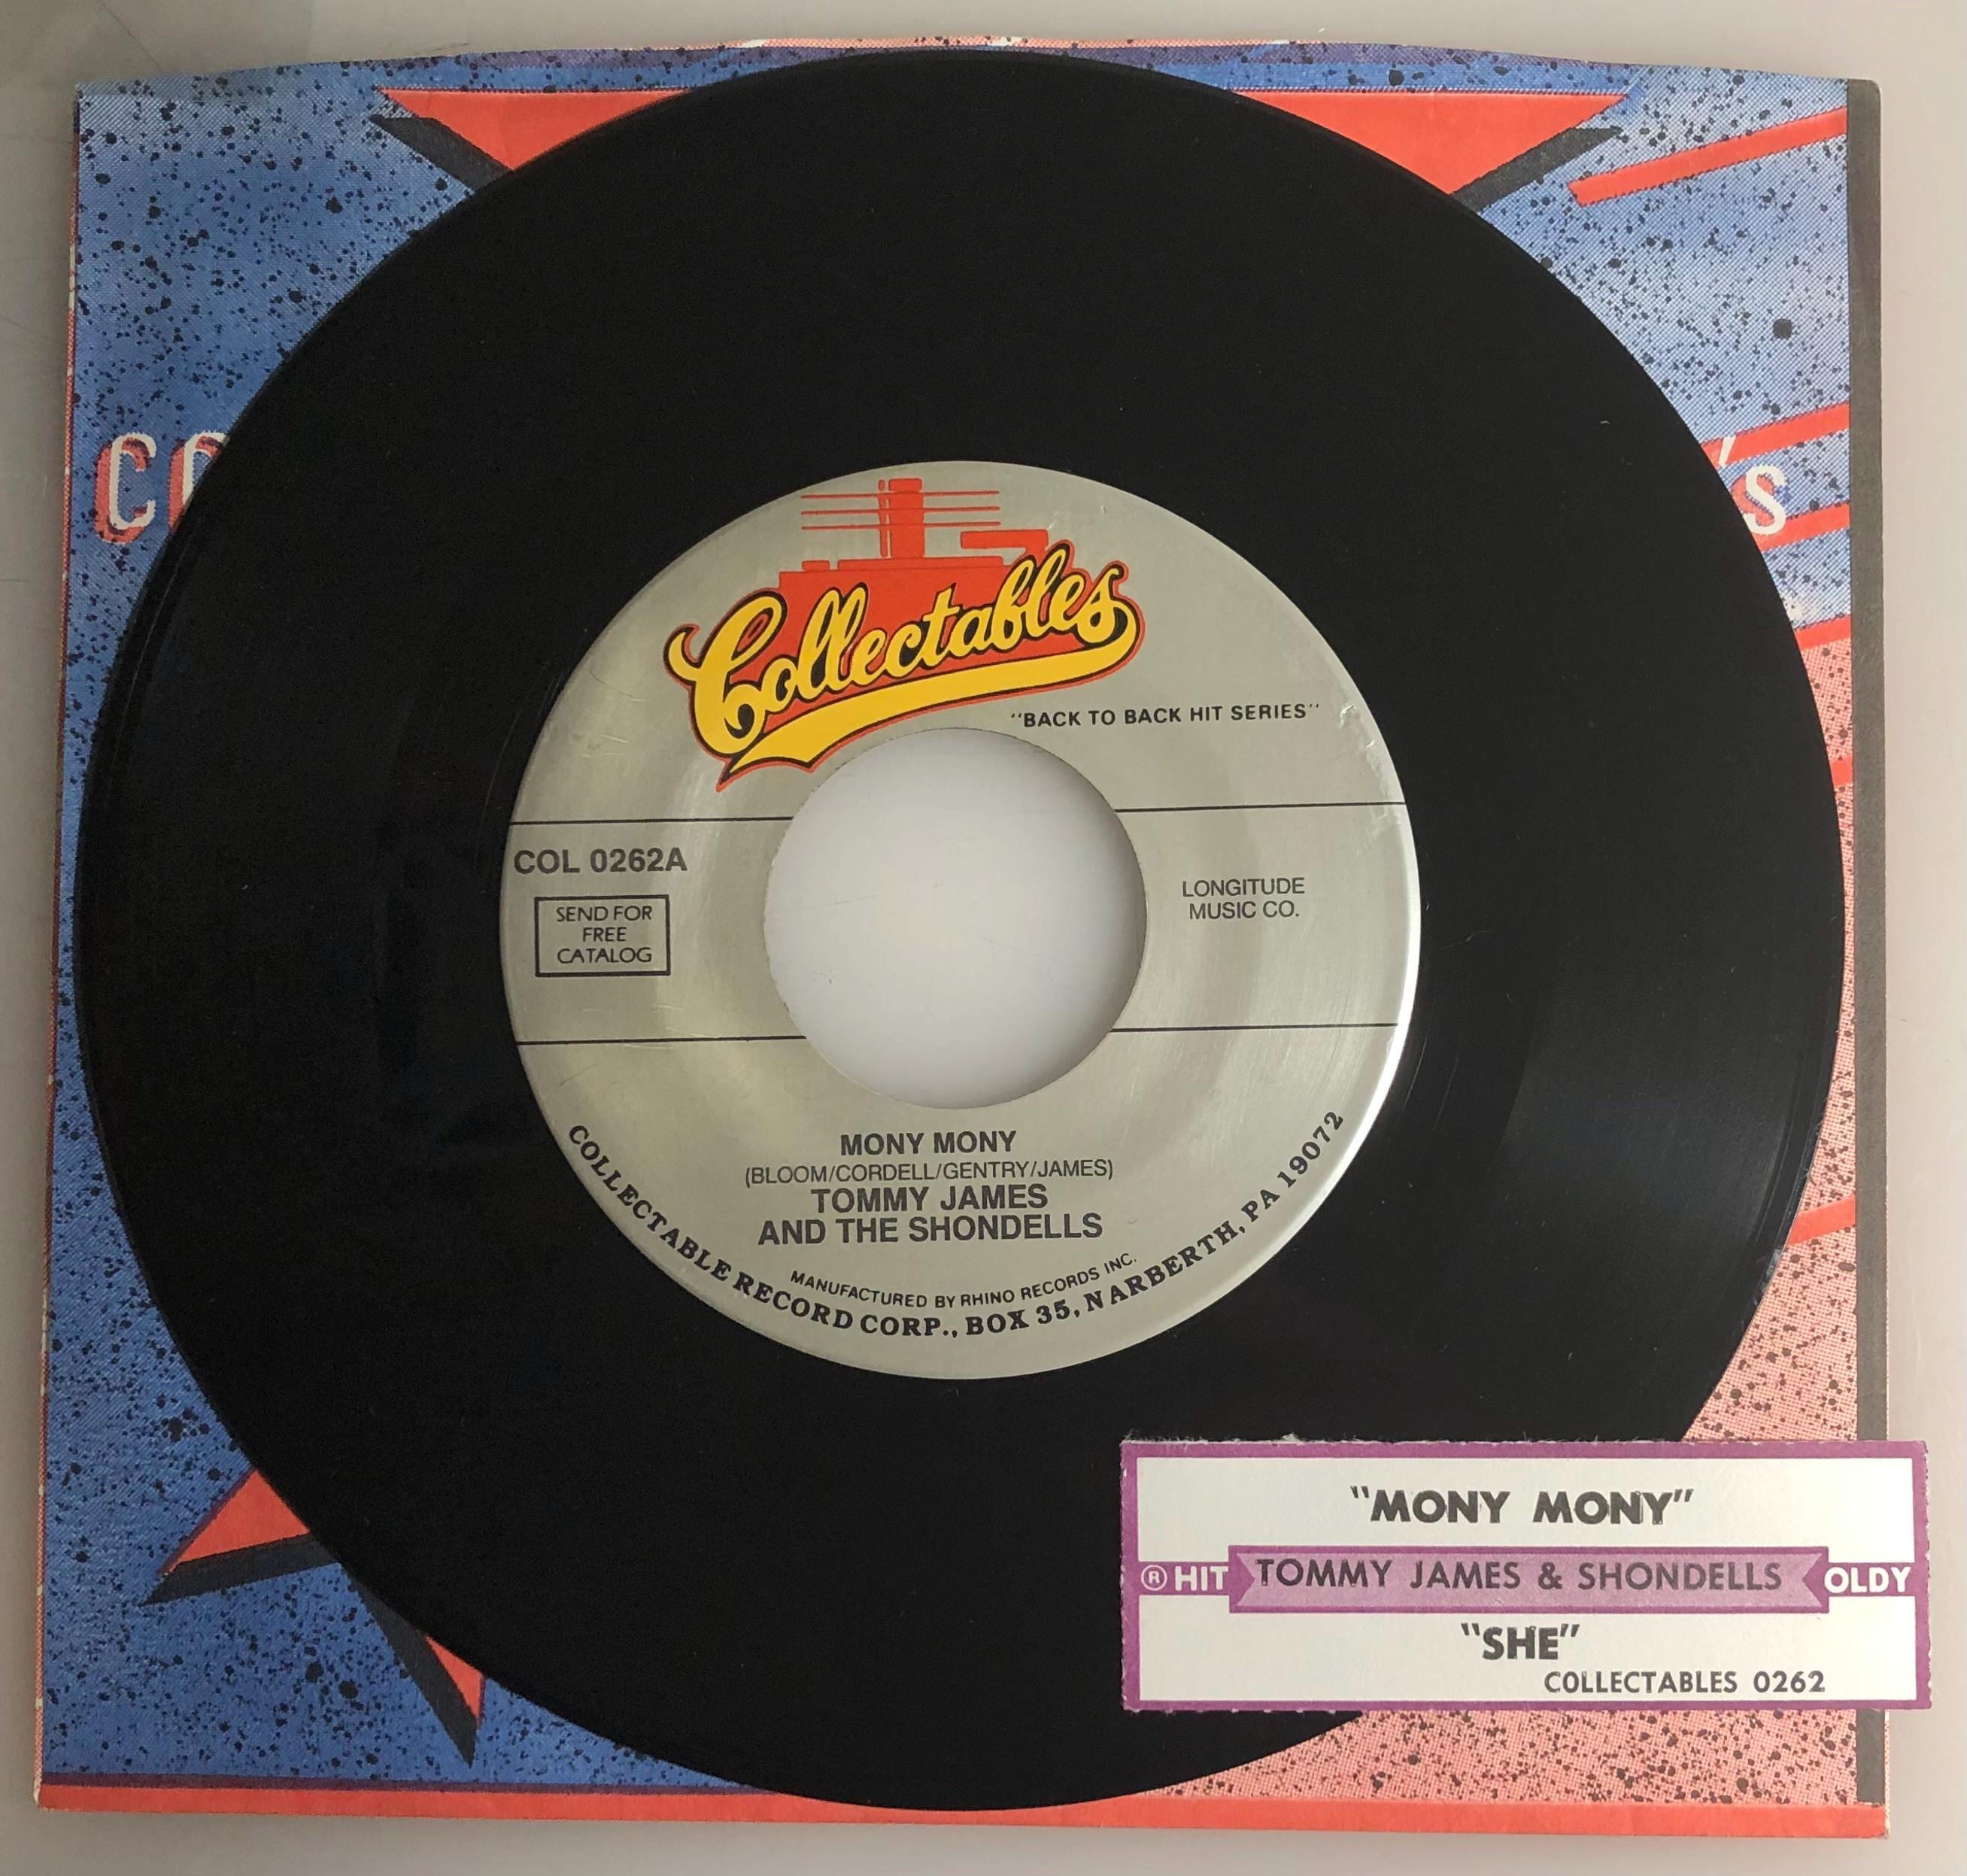 Collectables
"BACK TO BACK HIT SERIES"
COL 0262A
SEND FOR
FREE
CATALOG
LONGITUDE
MUSIC CO.
MONY MONY
(BLOOM/CORDELL/GENTRY/JAMES)
TOMMY JAMES
AND THE SHONDELLS
MANUFACTURED BY RHINO RECORDS INC.
COLLECTABLE RECORD CORP., BOX 35, NARBERTH, PA 19072
"MONY MONY"
® HIT TOMMY JAMES & SHONDELLS OLDY
"SHE"
COLLECTABLES 0262